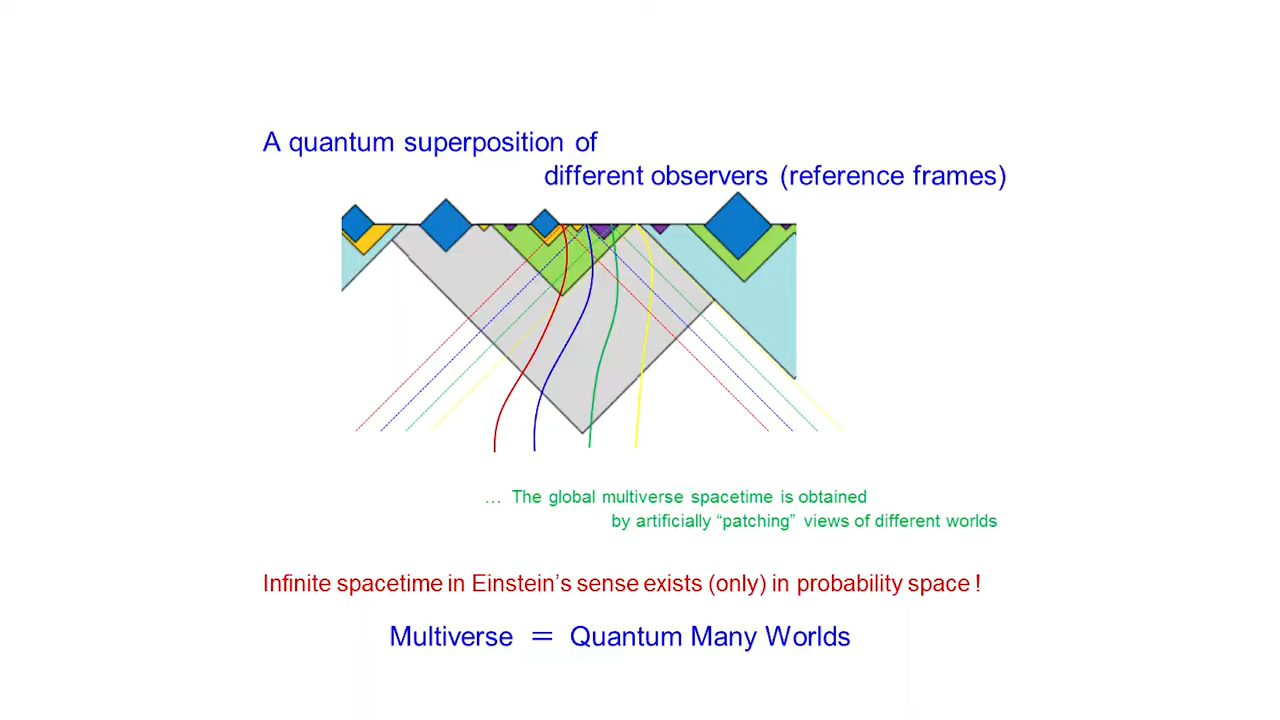 A quantum superposition of
different observers (reference frames)
… The global multiverse spacetime is obtained
by artificially “patching” views of different worlds
Infinite spacetime in Einstein’s sense exists (only) in probability space !
Multiverse = Quantum Many Worlds